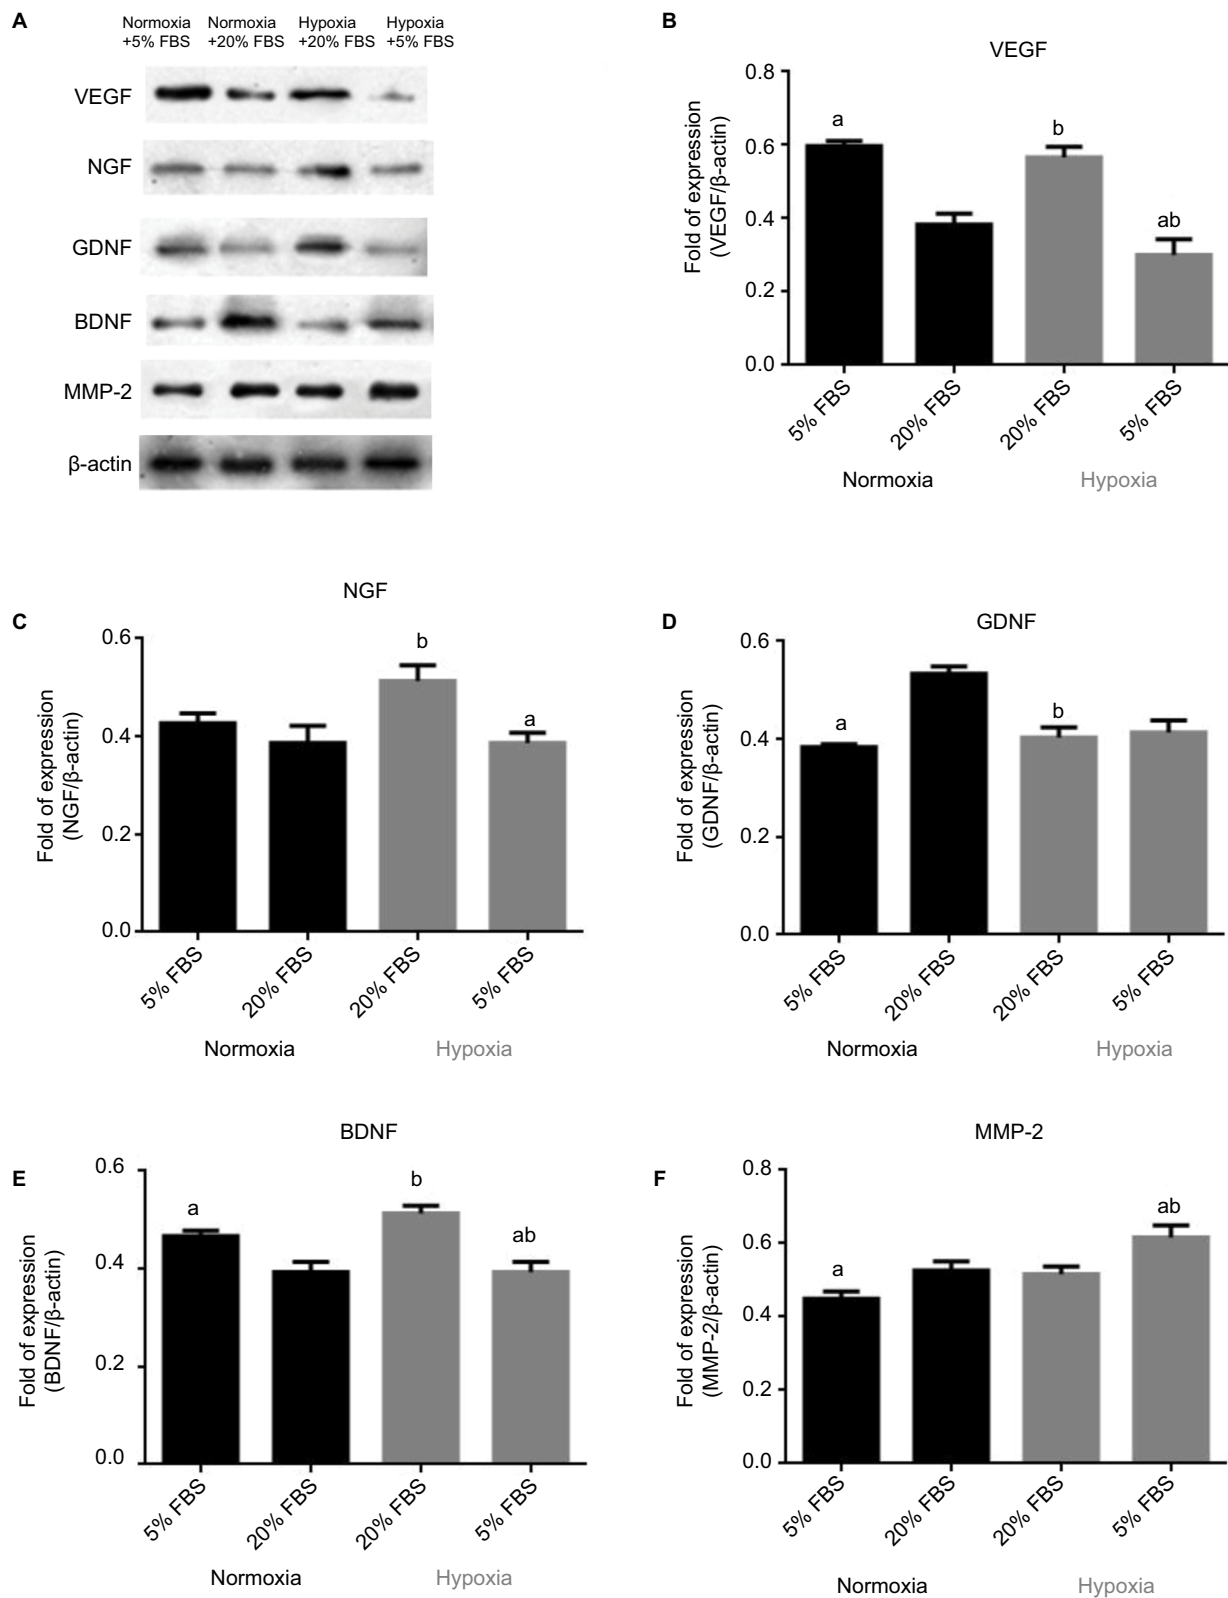 A
Normoxia +5% FBS
Normoxia +20% FBS
Hypoxia +20% FBS
Hypoxia +5% FBS
VEGF
NGF
GDNF
BDNF
MMP-2
β-actin
B
VEGF
Fold of expression
(VEGF/β-actin)
0.8
0.6
0.4
0.2
0.0
a
b
ab
5% FBS
20% FBS
20% FBS
5% FBS
Normoxia
Hypoxia
C
NGF
Fold of expression
(NGF/β-actin)
0.6
0.4
0.2
0.0
b
a
5% FBS
20% FBS
20% FBS
5% FBS
Normoxia
Hypoxia
D
GDNF
Fold of expression
(GDNF/β-actin)
0.6
0.4
0.2
0.0
a
b
5% FBS
20% FBS
20% FBS
5% FBS
Normoxia
Hypoxia
E
BDNF
Fold of expression
(BDNF/β-actin)
0.6
0.4
0.2
0.0
a
b
ab
5% FBS
20% FBS
20% FBS
5% FBS
Normoxia
Hypoxia
F
MMP-2
Fold of expression
(MMP-2/β-actin)
0.8
0.6
0.4
0.2
0.0
a
ab
5% FBS
20% FBS
20% FBS
5% FBS
Normoxia
Hypoxia